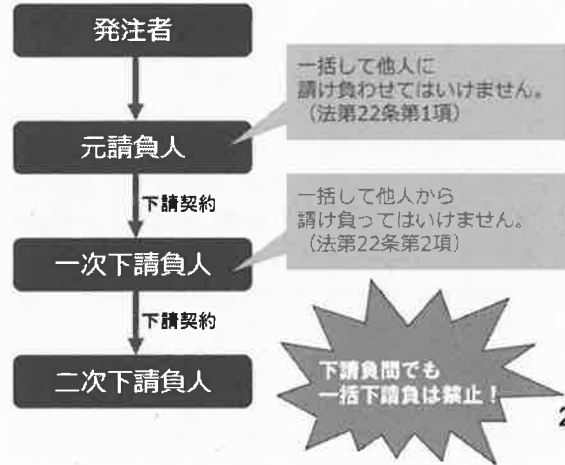 発注者
一括して他人に
請け負わせてはいけません。
（法第22条第1項）
元請負人
下請契約
一括して他人から
請け負ってはいけません。
（法第22条第2項）
一次下請負人
下請契約
二次下請負人
下請負間でも
一括下請負は禁止！
2